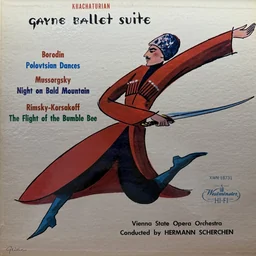 KHACHATURIAN
GAYNE BALLET SUITE
Borodin
Polovtsian Dances
Mussorgsky
Night on Bald Mountain
Rimsky-Korsakoff
The Flight of the Bumble Bee
Westminster
HI-FI
Vienna State Opera Orchestra
Conducted by HERMANN SCHERCHEN